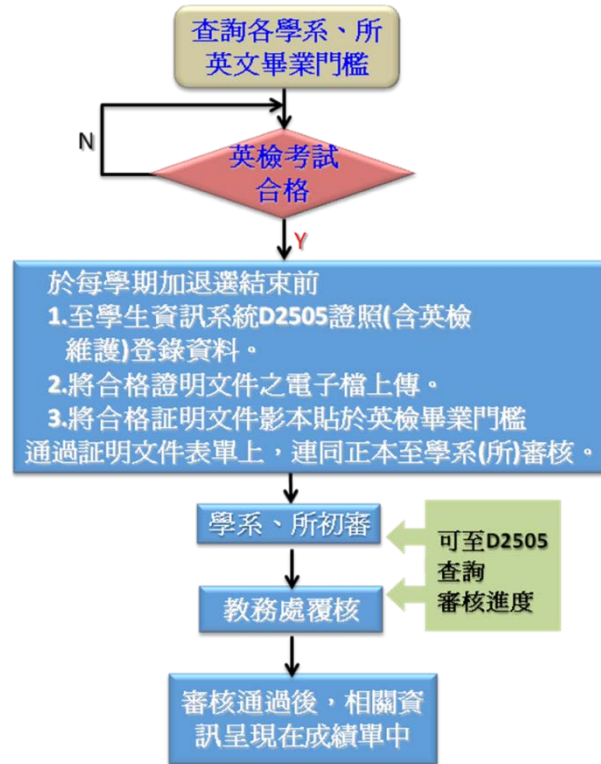 查詢各學系、所
英文畢業門檻
N
英檢考試
合格
Y
於每學期加退選結束前
1.至學生資訊系統D2505證照(含英檢
維護)登錄資料。
2.將合格證明文件之電子檔上傳。
3.將合格証明文件影本貼於英檢畢業門檻
通過証明文件表單上，連同正本至學系(所)審核。
學系、所初審
可至D2505
查詢
審核進度
教務處覆核
審核通過後，相關資
訊呈現在成績單中